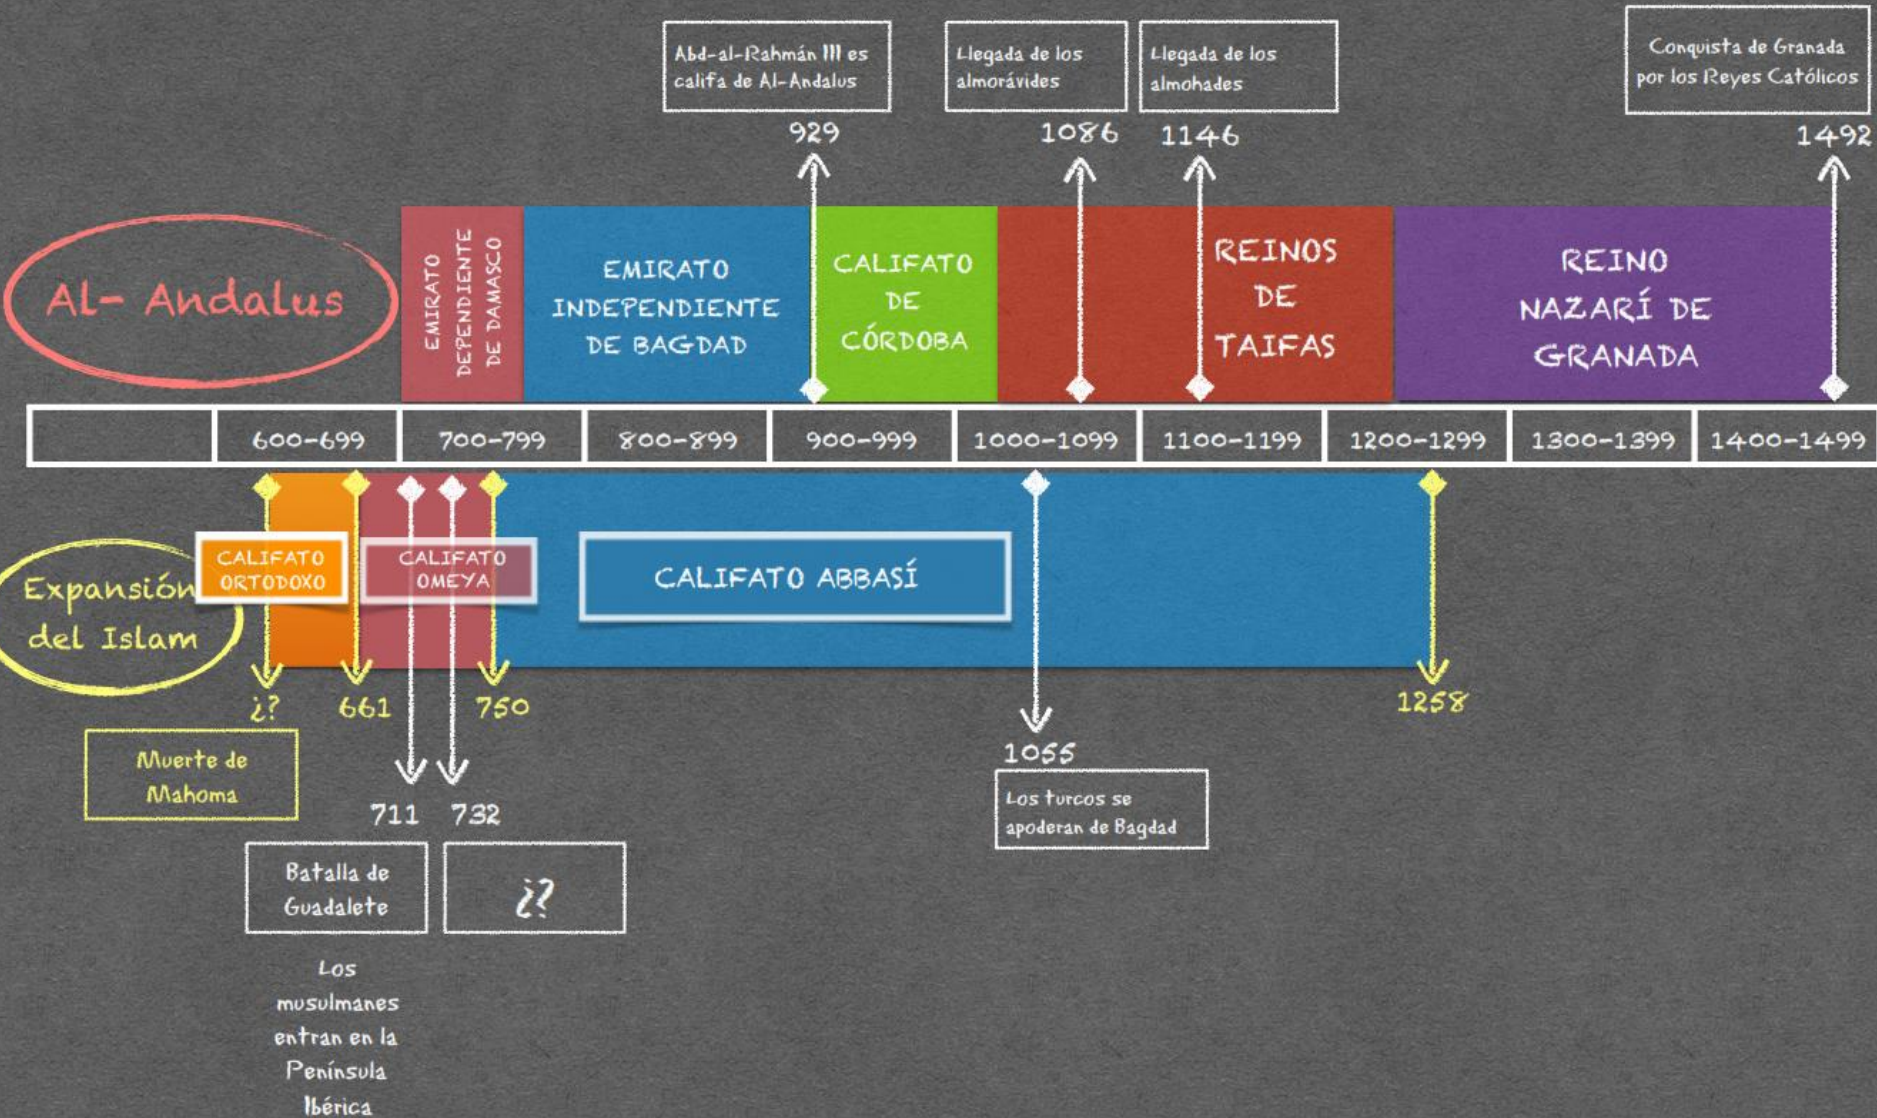 Abd-al-Rahmán III es
califa de Al-Andalus
929
Llegada de los
almorávides
1086
Llegada de los
almohades
1146
Conquista de Granada
por los Reyes Católicos
1492
Al- Andalus
EMIRATO
DEPENDIENTE
DE DAMASCO
EMIRATO
INDEPENDIENTE
DE BAGDAD
CALIFATO
DE
CÓRDOBA
REINOS
DE
TAIFAS
REINO
NAZARÍ DE
GRANADA
600-699
700-799
800-899
900-999
1000-1099
1100-1199
1200-1299
1300-1399
1400-1499
Expansión
del Islam
CALIFATO
ORTODOXO
CALIFATO
OMEYA
CALIFATO ABBASÍ
¿?
661
750
1258
Muerte de
Mahoma
711
732
1055
Los turcos se
apoderan de Bagdad
Batalla de
Guadalete
¿?
Los
musulmanes
entran en la
Península
Ibérica